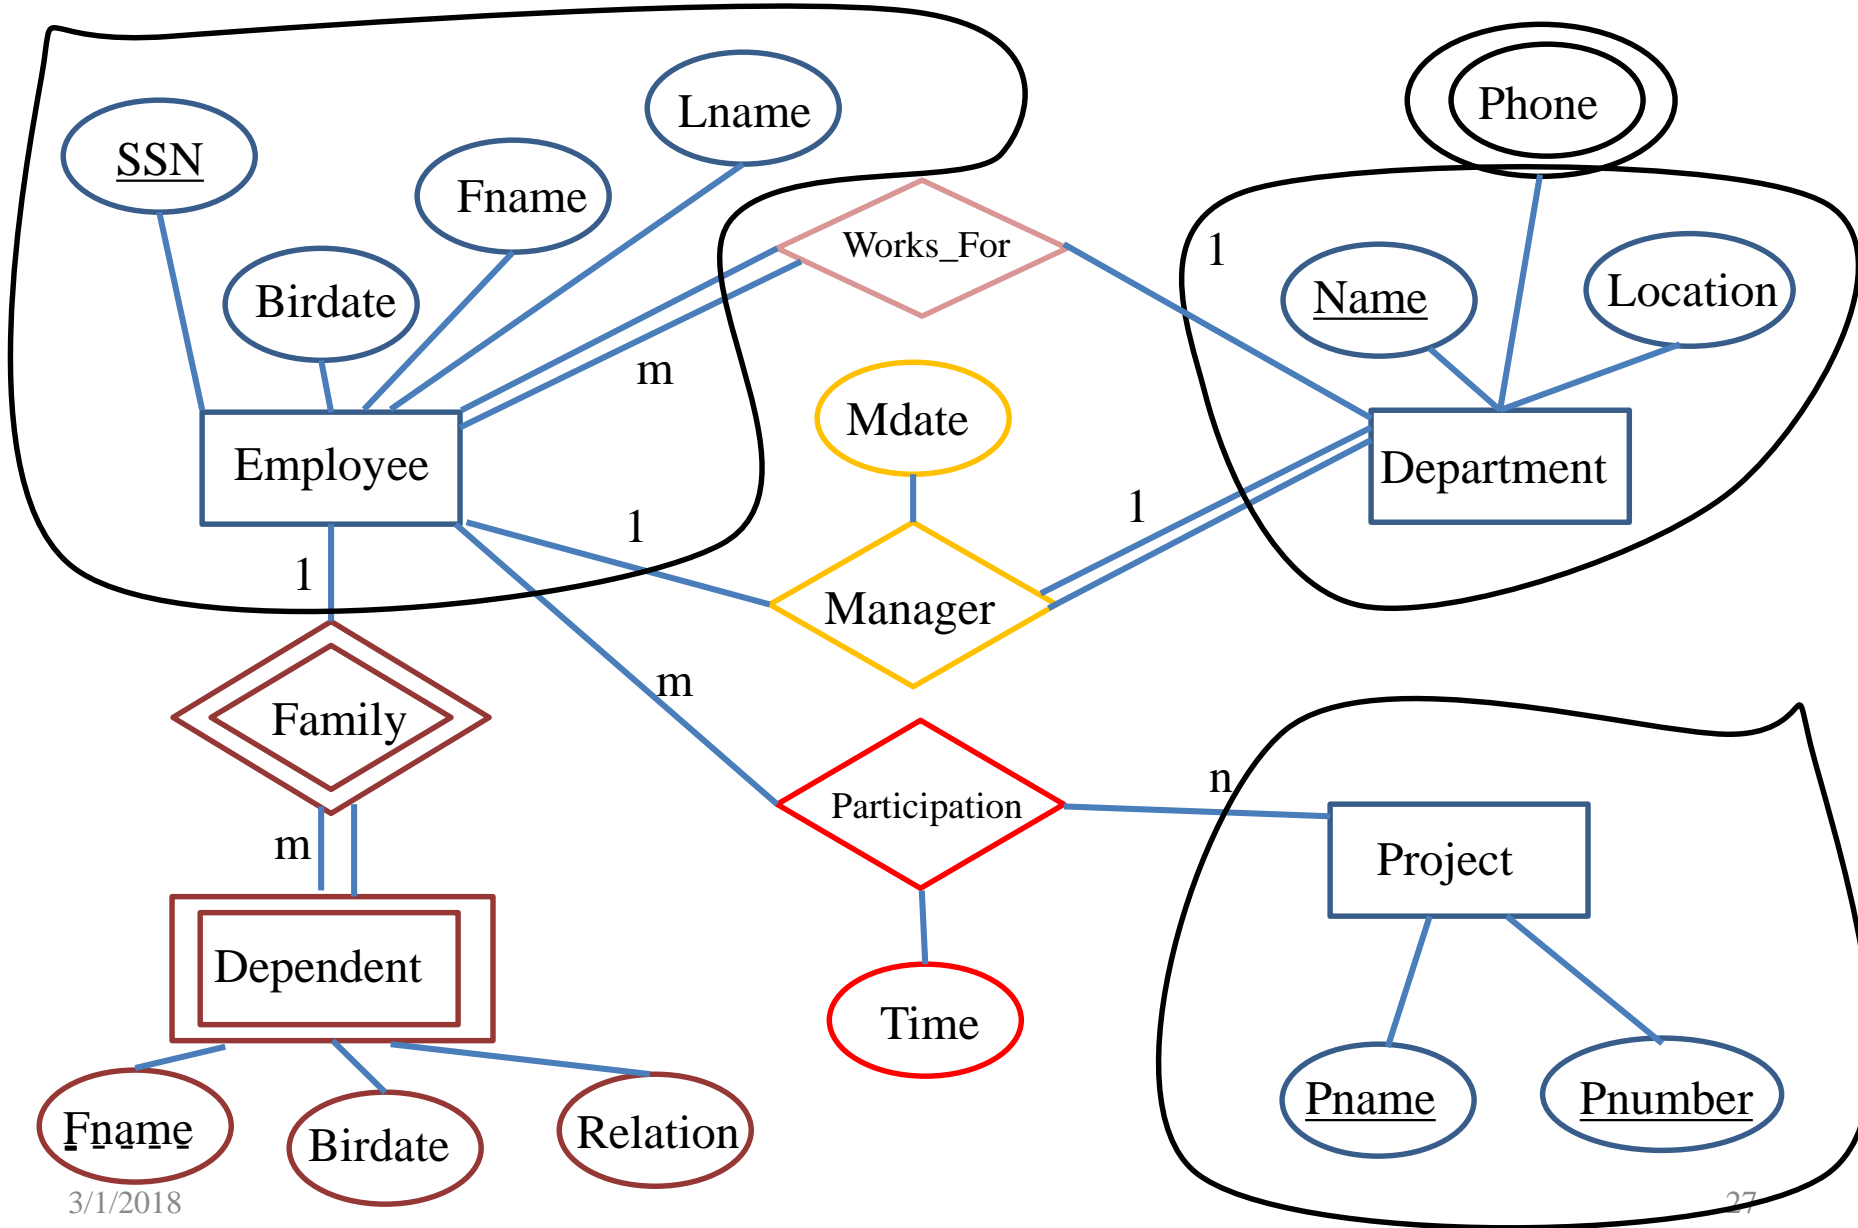 Lname
Phone
SSN
Fname
Works_For
1
Name
Location
Birdate
m
Mdate
Employee
Department
1
1
1
Manager
Family
m
n
Participation
m
Project
Dependent
Time
Pname
Pnumber
Fname
Birdate
Relation
3/1/2018
27